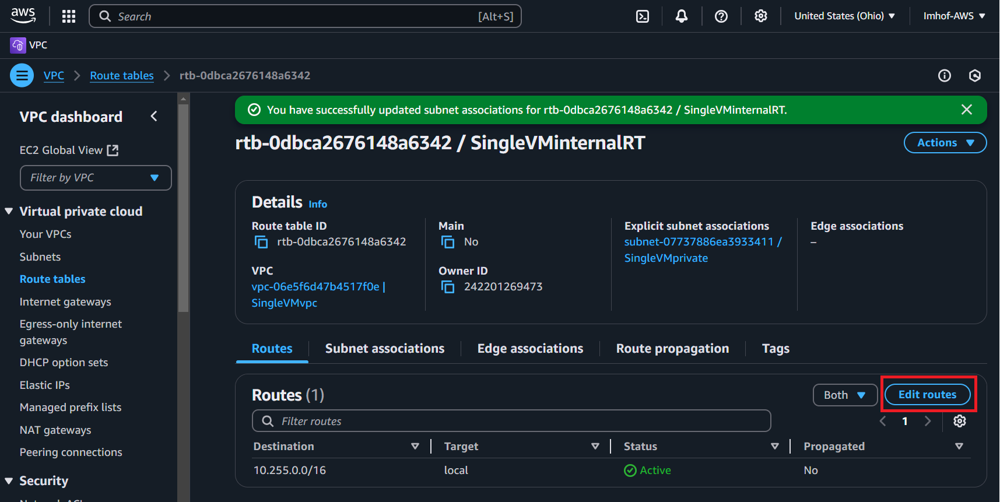 aws
Search
[Alt+S]
United States (Ohio)
Imhof-AWS
VPC
VPC
Route tables
rtb-0dbca2676148a6342
VPC dashboard
EC2 Global View
Filter by VPC
Virtual private cloud
Your VPCs
Subnets
Route tables
Internet gateways
Egress-only internet
gateways
DHCP option sets
Elastic IPs
Managed prefix lists
NAT gateways
Peering connections
Security
You have successfully updated subnet associations for rtb-0dbca2676148a6342 / SingleVMinternalRT.
rtb-0dbca2676148a6342 / SingleVMinternalRT
Actions
Details Info
Route table ID
rtb-0dbca2676148a6342
Main
No
Explicit subnet associations
subnet-07737886ea3933411 /
SingleVMprivate
Edge associations
–
VPC
vpc-06e5f6d47b4517f0e |
SingleVMvpc
Owner ID
242201269473
Routes
Subnet associations
Edge associations
Route propagation
Tags
Routes (1)
Both
Edit routes
Filter routes
1
Destination
Target
Status
Propagated
10.255.0.0/16
local
Active
No